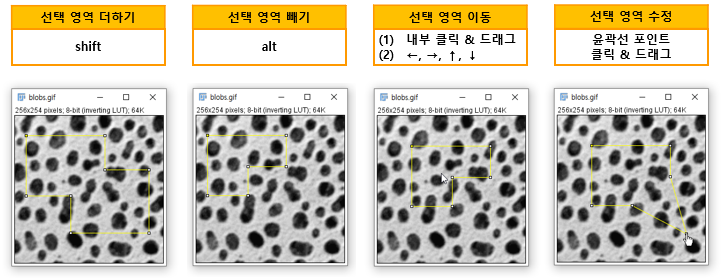 선택 영역 더하기
shift
선택 영역 빼기
alt
선택 영역 이동
(1) 내부 클릭 & 드래그
(2) ←, →, ↑, ↓
선택 영역 수정
윤곽선 포인트
클릭 & 드래그
blobs.gif
256x254 pixels; 8-bit (inverting LUT); 64K
blobs.gif
256x254 pixels; 8-bit (inverting LUT); 64K
blobs.gif
256x254 pixels; 8-bit (inverting LUT); 64K
blobs.gif
256x254 pixels; 8-bit (inverting LUT); 64K